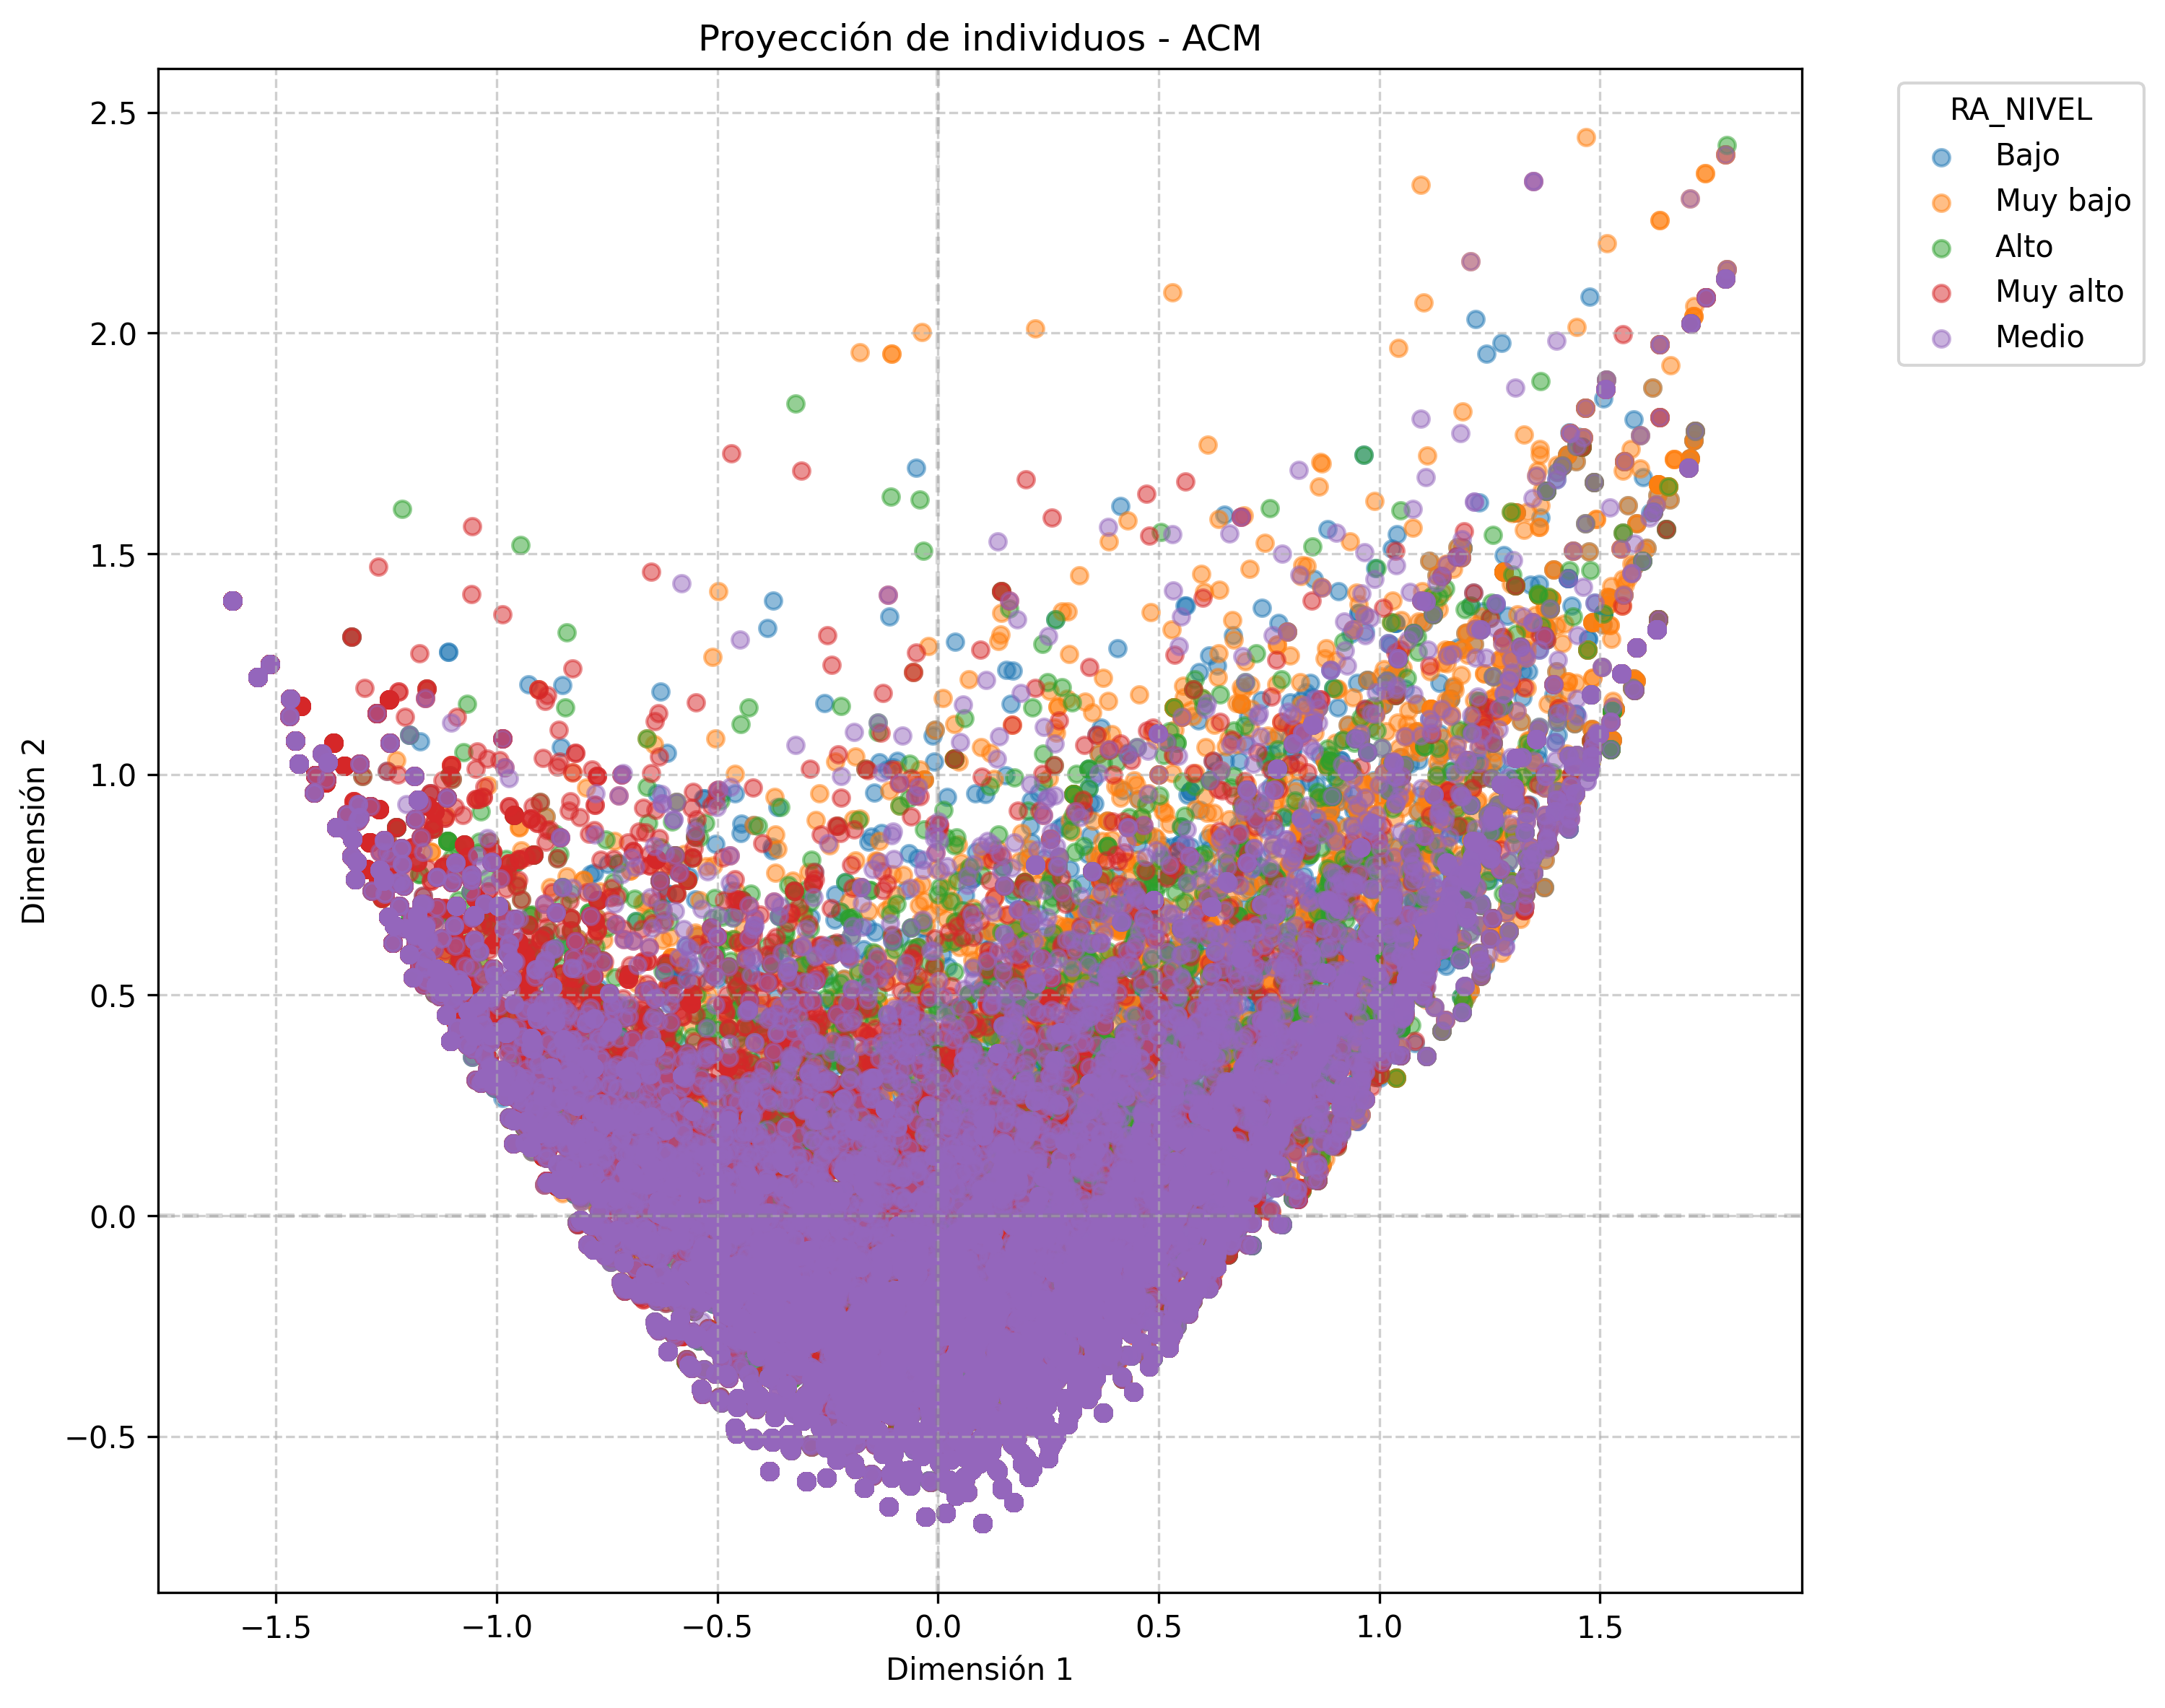 Proyección de individuos - ACM
RA_NIVEL
Bajo
Muy bajo
Alto
Muy alto
Medio
2.5
2.0
1.5
1.0
0.5
0.0
−0.5
Dimensión 2
−1.5
−1.0
−0.5
0.0
0.5
1.0
1.5
Dimensión 1